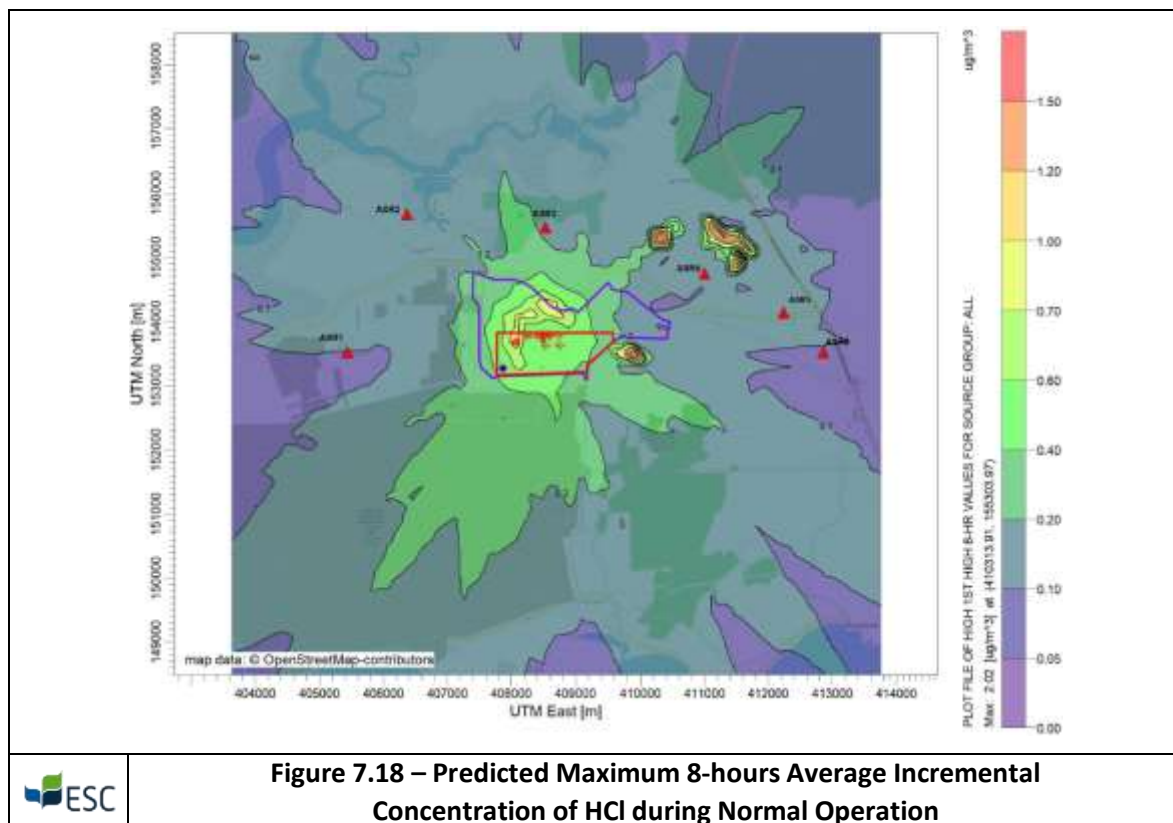 UTM North [m]
158000
157000
156000
155000
154000
153000
152000
151000
150000
149000
ASR2
ASR3
ASR4
ASR5
ASR1
ASR6
map data: © OpenStreetMap-contributors
404000 405000 406000 407000 408000 409000 410000 411000 412000 413000 414000
UTM East [m]
PLOT FILE OF HIGH 1ST HIGH 8-HR VALUES FOR SOURCE GROUP: ALL
Max: 2.02 [ug/m^3] at (410313.91, 155303.97)
ug/m^3
1.50
1.20
1.00
0.70
0.60
0.40
0.20
0.10
0.05
0.00
ESC
Figure 7.18 – Predicted Maximum 8-hours Average Incremental
Concentration of HCl during Normal Operation